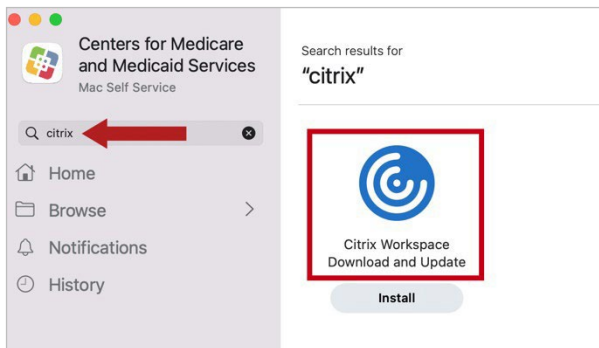 Centers for Medicare
and Medicaid Services
Mac Self Service
citrix
Home
Browse
Notifications
History
Search results for
"citrix"
Citrix Workspace
Download and Update
Install